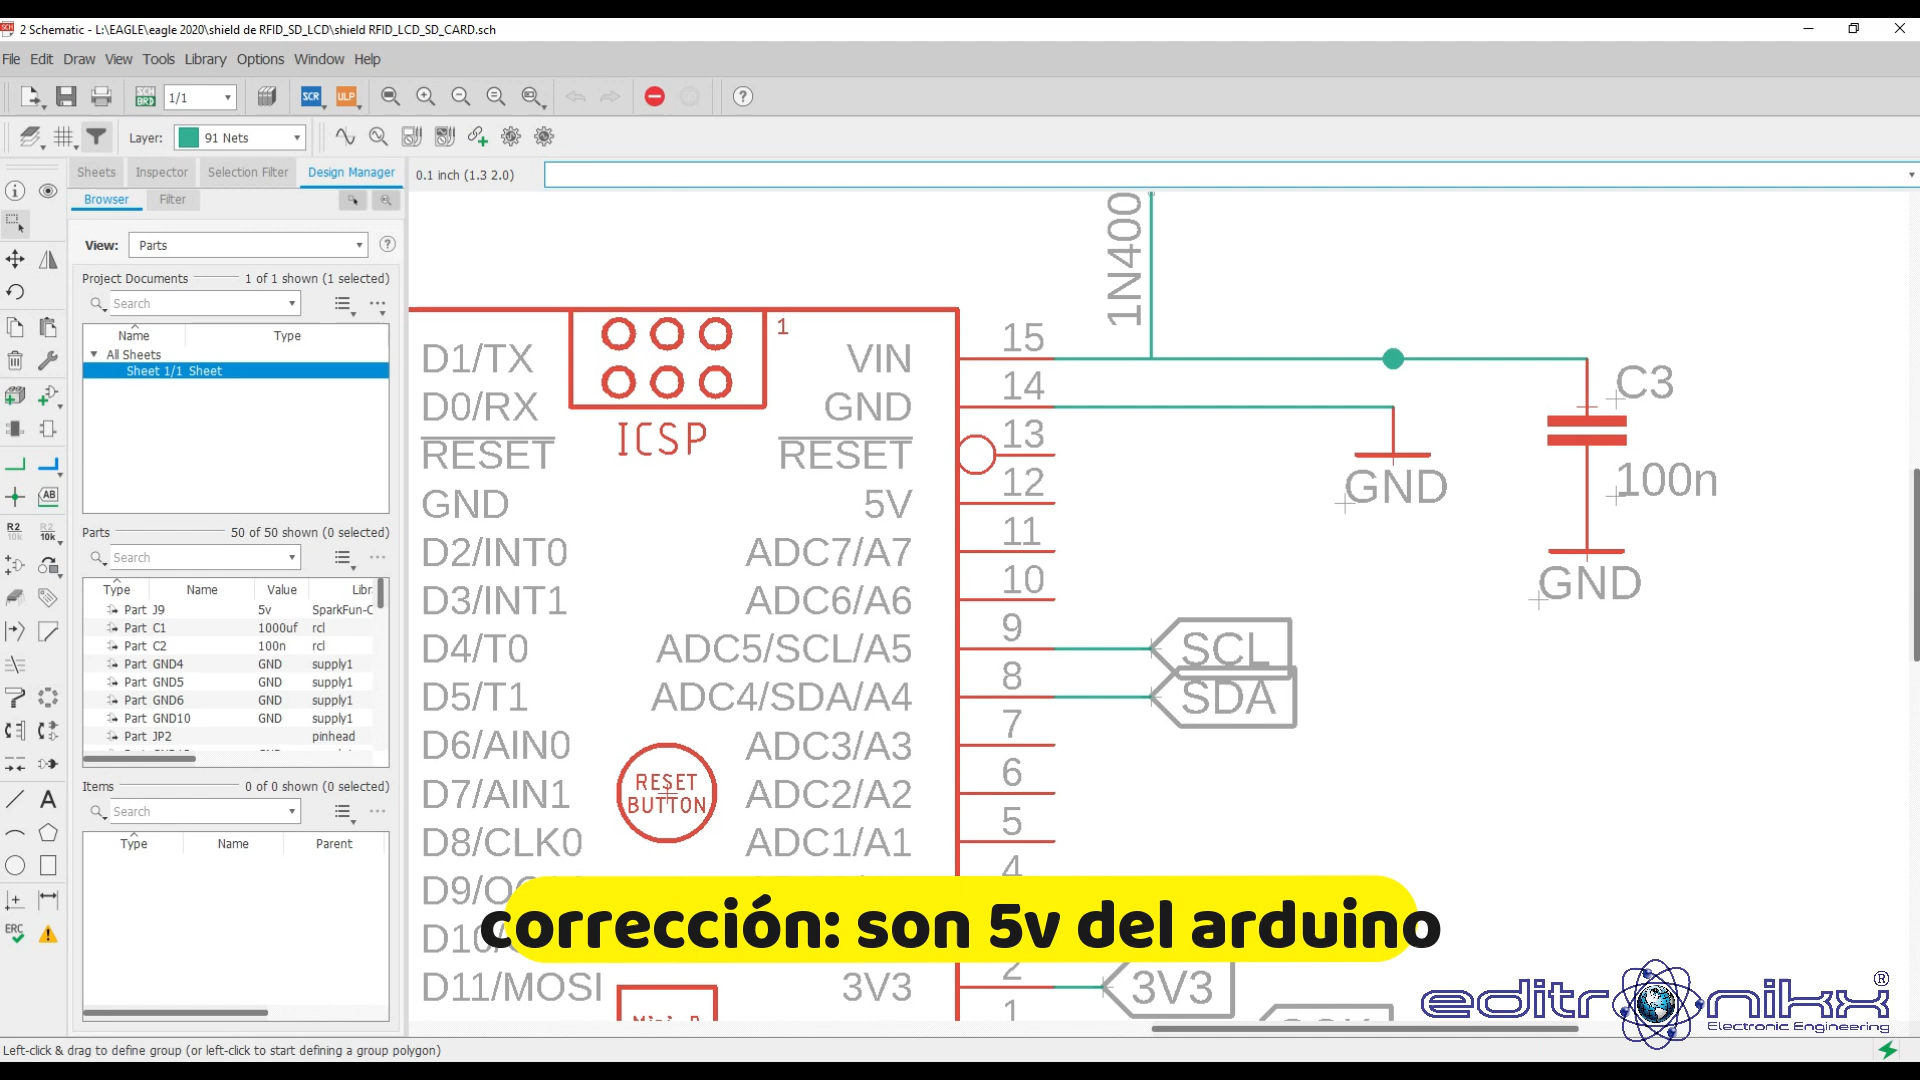 2 Schematic - L:\EAGLE\eagle 2020\shield de RFID_SD_LCD\shield RFID_LCD_SD_CARD.sch
File Edit Draw View Tools Library Options Window Help
SCH BRD 1/1 SCR ULP
Layer: 91 Nets
Sheets Inspector Selection Filter Design Manager 0.1 inch (1.3 2.0)
Browser Filter
View: Parts
Project Documents 1 of 1 shown (1 selected)
Search
Name Type
All Sheets
Sheet 1/1 Sheet
Parts 50 of 50 shown (0 selected)
Search
Type Name Value Libr
Part J9 5v SparkFun-C
Part C1 1000uf rcl
Part C2 100n rcl
Part GND4 GND supply1
Part GND5 GND supply1
Part GND6 GND supply1
Part GND10 GND supply1
Part JP2 pinhead
Items 0 of 0 shown (0 selected)
Search
Type Name Parent
R2 10k R2 10k
ERC
1N400
1
ICSP
D1/TX VIN 15
D0/RX GND 14
RESET RESET 13
GND 5V 12
D2/INT0 ADC7/A7 11
D3/INT1 ADC6/A6 10
D4/T0 ADC5/SCL/A5 9 SCL
D5/T1 ADC4/SDA/A4 8 SDA
D6/AIN0 ADC3/A3 7
D7/AIN1 ADC2/A2 6
D8/CLK0 ADC1/A1 5
4
D11/MOSI 3V3 2 3V3
1
RESET
BUTTON
C3
100n
GND
GND
corrección: son 5v del arduino
editronikx ®
Electronic Engineering
Left-click & drag to define group (or left-click to start defining a group polygon)